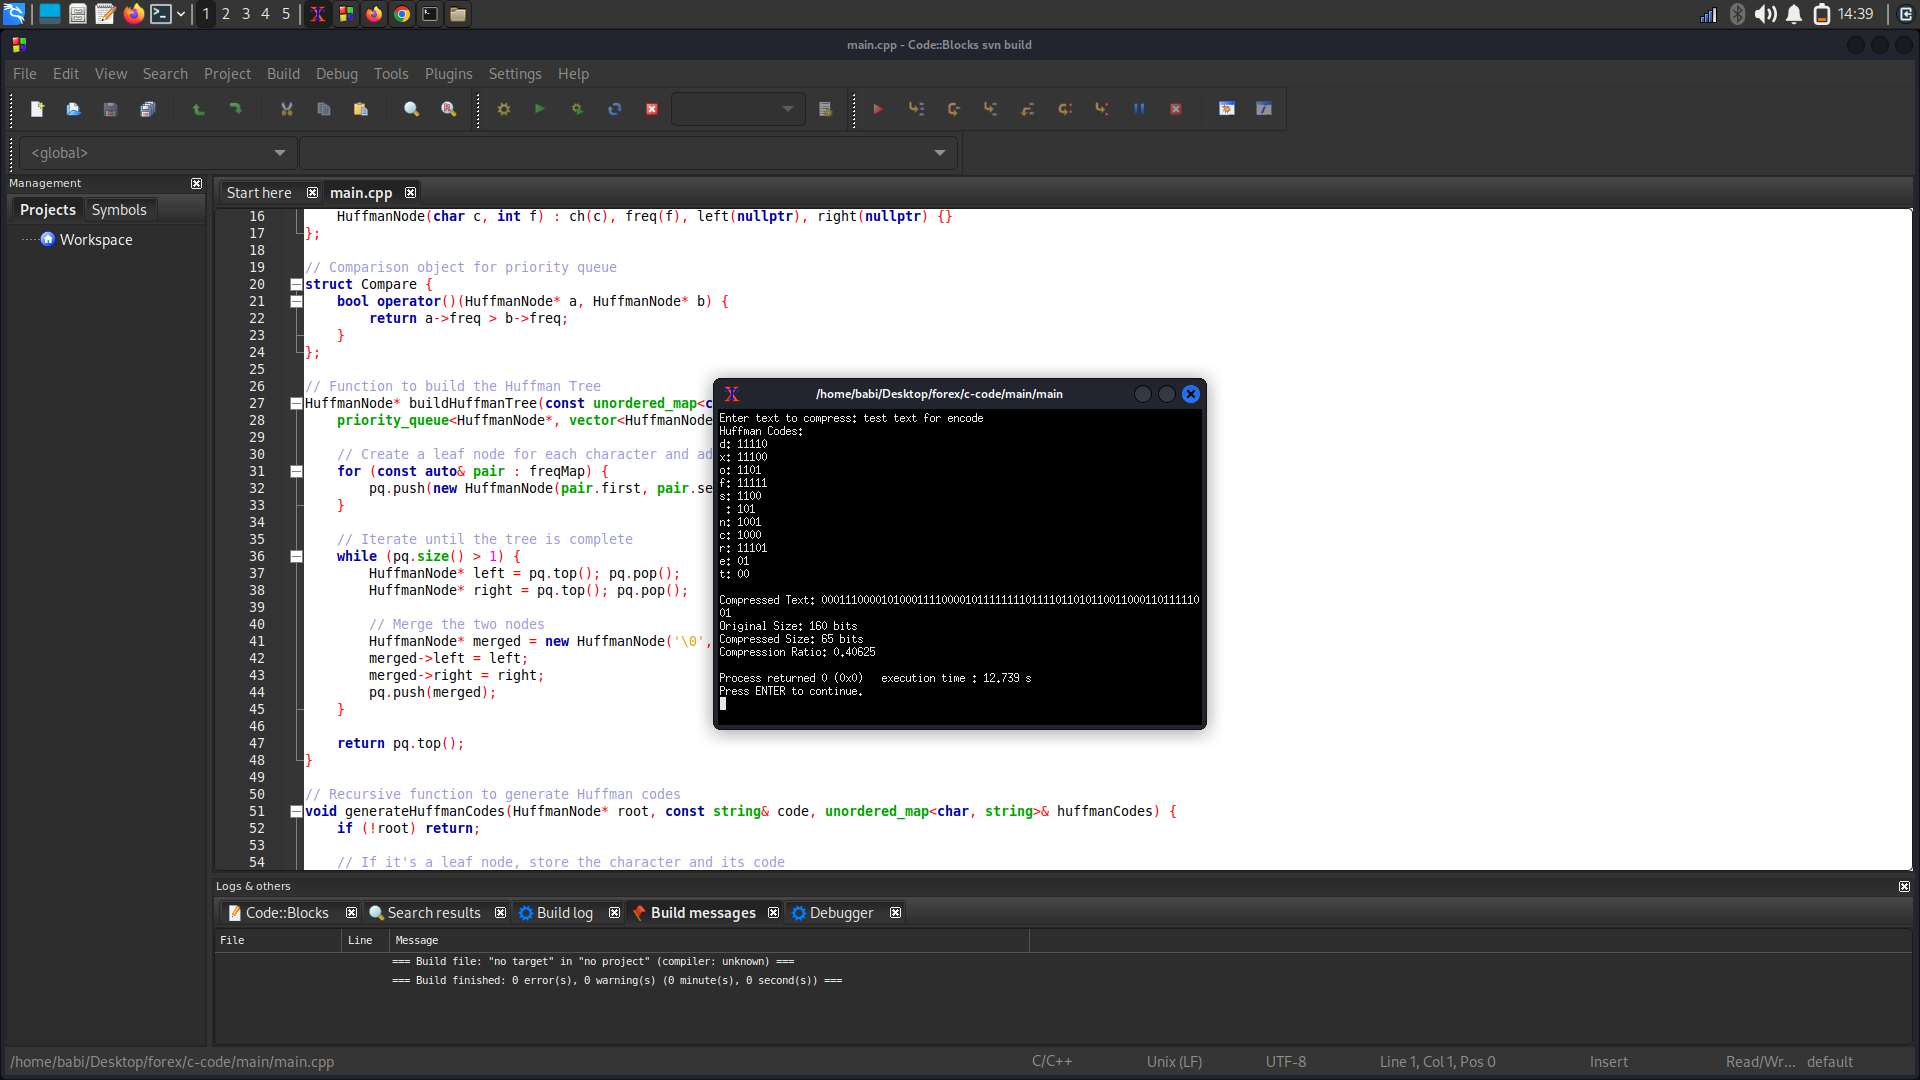 1 2 3 4 5
14:39
main.cpp - Code::Blocks svn build
File Edit View Search Project Build Debug Tools Plugins Settings Help
<global>
Management
Projects Symbols
Workspace
Start here main.cpp
16 HuffmanNode(char c, int f) : ch(c), freq(f), left(nullptr), right(nullptr) {}
17 };
18
19 // Comparison object for priority queue
20 struct Compare {
21 bool operator()(HuffmanNode* a, HuffmanNode* b) {
22 return a->freq > b->freq;
23 }
24 };
25
26 // Function to build the Huffman Tree
27 HuffmanNode* buildHuffmanTree(const unordered_map<c
28 priority_queue<HuffmanNode*, vector<HuffmanNode
29
30 // Create a leaf node for each character and ad
31 for (const auto& pair : freqMap) {
32 pq.push(new HuffmanNode(pair.first, pair.se
33 }
34
35 // Iterate until the tree is complete
36 while (pq.size() > 1) {
37 HuffmanNode* left = pq.top(); pq.pop();
38 HuffmanNode* right = pq.top(); pq.pop();
39
40 // Merge the two nodes
41 HuffmanNode* merged = new HuffmanNode('\0',
42 merged->left = left;
43 merged->right = right;
44 pq.push(merged);
45 }
46
47 return pq.top();
48 }
49
50 // Recursive function to generate Huffman codes
51 void generateHuffmanCodes(HuffmanNode* root, const string& code, unordered_map<char, string>& huffmanCodes) {
52 if (!root) return;
53
54 // If it's a leaf node, store the character and its code
/home/babi/Desktop/forex/c-code/main/main
Enter text to compress: test text for encode
Huffman Codes:
d: 11110
x: 11100
o: 1101
f: 11111
s: 1100
: 101
n: 1001
c: 1000
r: 11101
e: 01
t: 00
Compressed Text: 000111000010100011110000101111111101111011010110011000110111110
01
Original Size: 160 bits
Compressed Size: 65 bits
Compression Ratio: 0.40625
Process returned 0 (0x0) execution time : 12.739 s
Press ENTER to continue.
Logs & others
Code::Blocks Search results Build log Build messages Debugger
File Line Message
=== Build file: "no target" in "no project" (compiler: unknown) ===
=== Build finished: 0 error(s), 0 warning(s) (0 minute(s), 0 second(s)) ===
/home/babi/Desktop/forex/c-code/main/main.cpp C/C++ Unix (LF) UTF-8 Line 1, Col 1, Pos 0 Insert Read/Wr... default